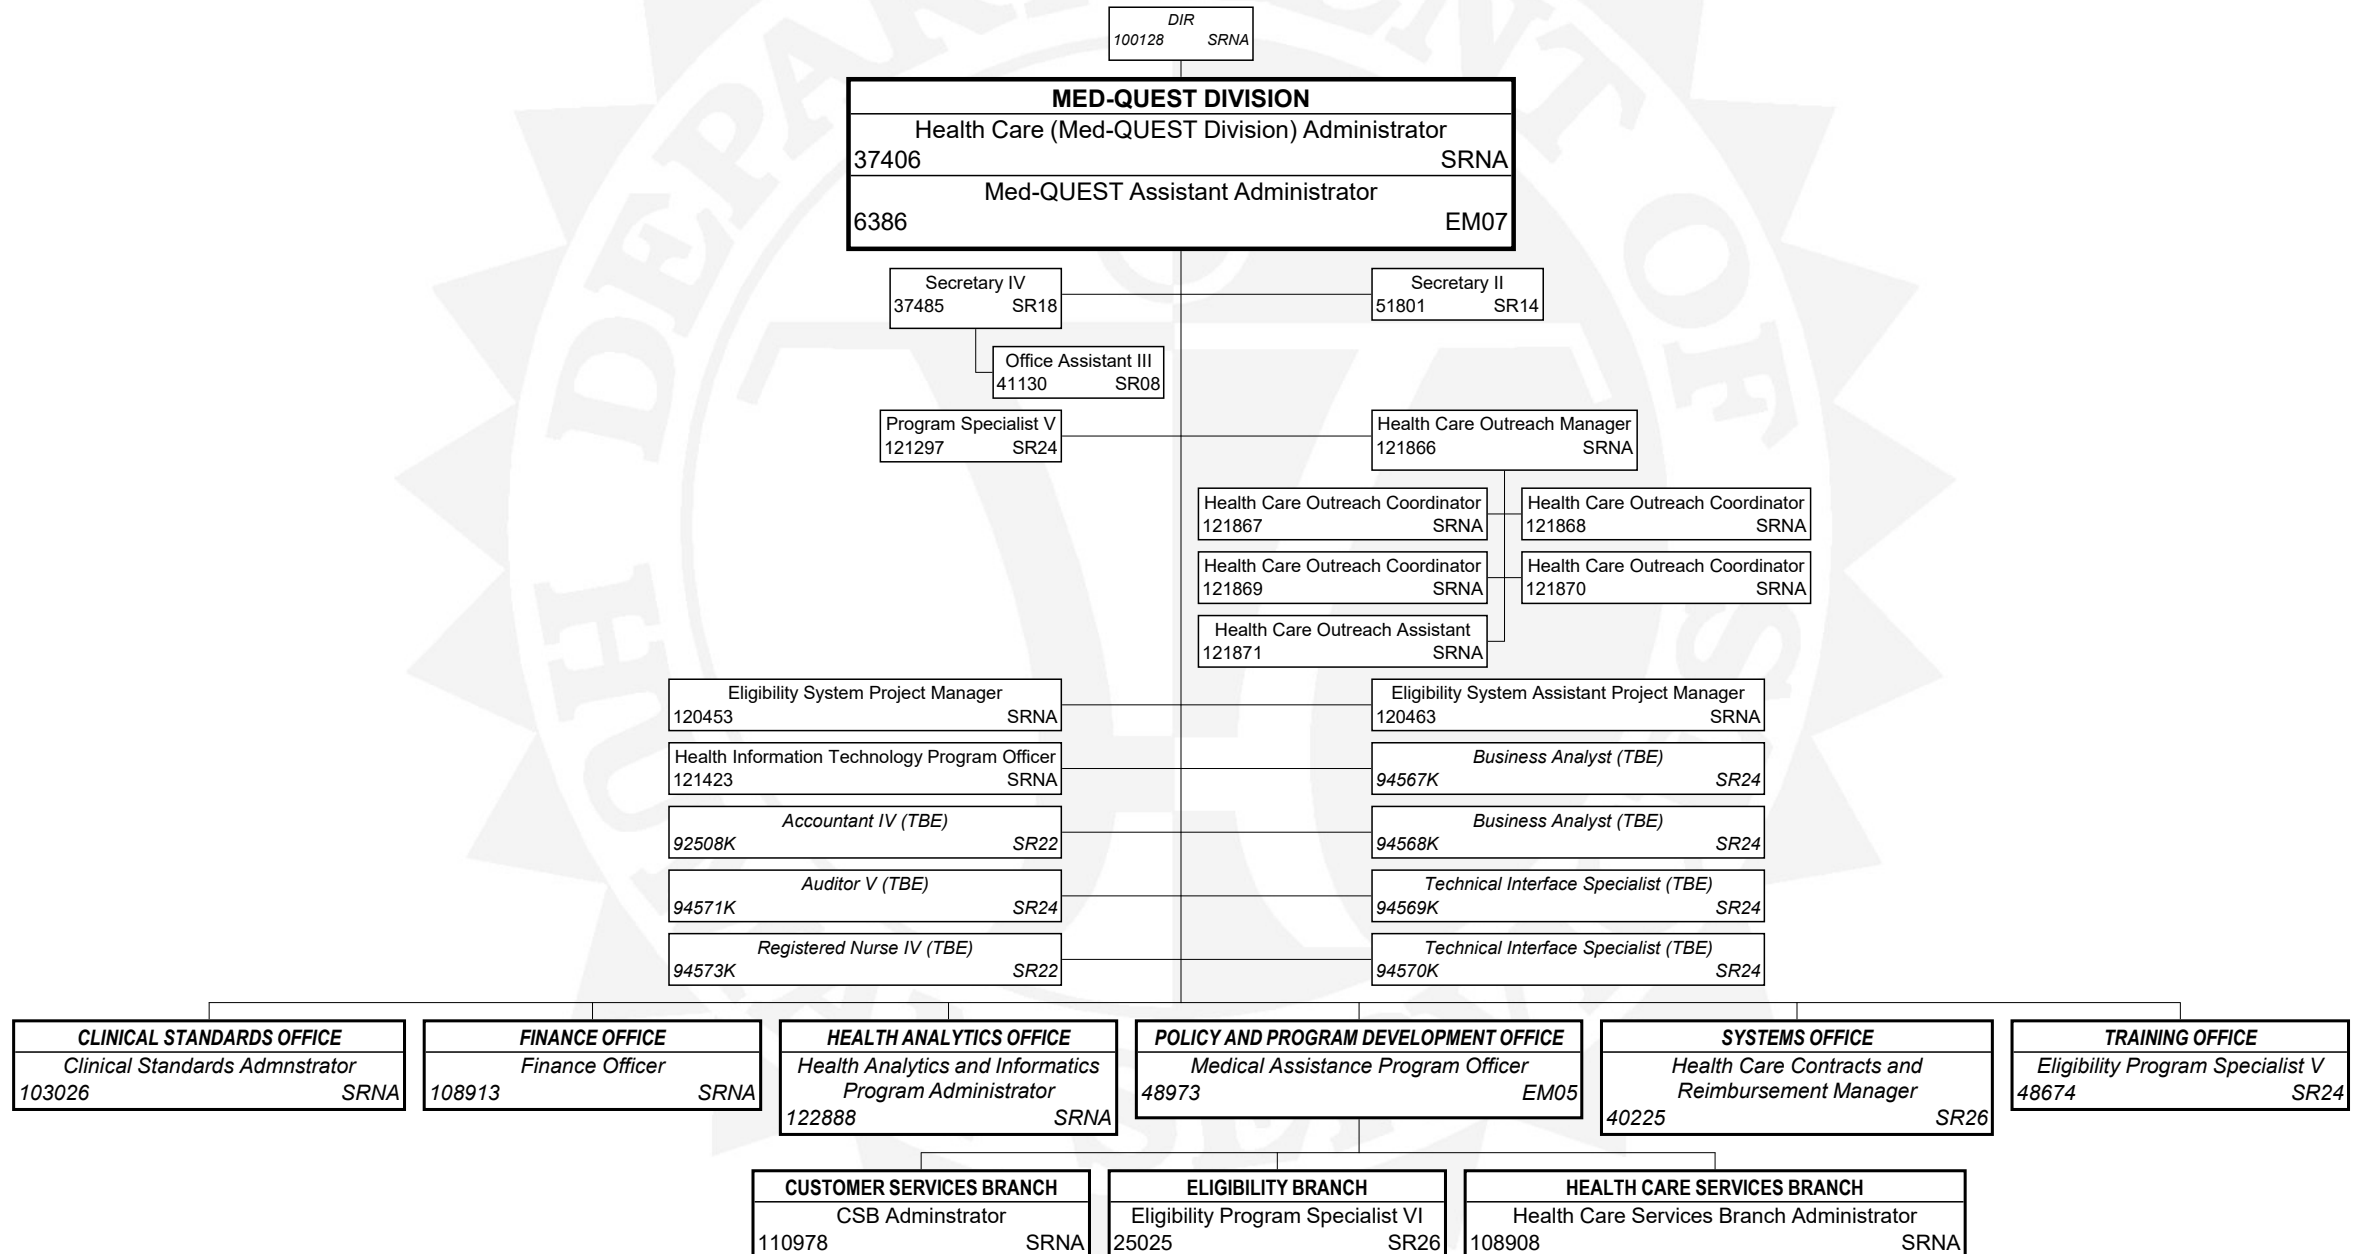 DIR
100128 SRNA
MED-QUEST DIVISION
Health Care (Med-QUEST Division) Administrator
37406 SRNA
Med-QUEST Assistant Administrator
6386 EM07
Secretary IV
37485 SR18
Secretary II
51801 SR14
Office Assistant III
41130 SR08
Program Specialist V
121297 SR24
Health Care Outreach Manager
121866 SRNA
Health Care Outreach Coordinator
121867 SRNA
Health Care Outreach Coordinator
121868 SRNA
Health Care Outreach Coordinator
121869 SRNA
Health Care Outreach Coordinator
121870 SRNA
Health Care Outreach Assistant
121871 SRNA
Eligibility System Project Manager
120453 SRNA
Eligibility System Assistant Project Manager
120463 SRNA
Health Information Technology Program Officer
121423 SRNA
Business Analyst (TBE)
94567K SR24
Accountant IV (TBE)
92508K SR22
Business Analyst (TBE)
94568K SR24
Auditor V (TBE)
94571K SR24
Technical Interface Specialist (TBE)
94569K SR24
Registered Nurse IV (TBE)
94573K SR22
Technical Interface Specialist (TBE)
94570K SR24
CLINICAL STANDARDS OFFICE
Clinical Standards Admnstrator
103026 SRNA
FINANCE OFFICE
Finance Officer
108913 SRNA
HEALTH ANALYTICS OFFICE
Health Analytics and Informatics
Program Administrator
122888 SRNA
POLICY AND PROGRAM DEVELOPMENT OFFICE
Medical Assistance Program Officer
48973 EM05
SYSTEMS OFFICE
Health Care Contracts and
Reimbursement Manager
40225 SR26
TRAINING OFFICE
Eligibility Program Specialist V
48674 SR24
CUSTOMER SERVICES BRANCH
CSB Adminstrator
110978 SRNA
ELIGIBILITY BRANCH
Eligibility Program Specialist VI
25025 SR26
HEALTH CARE SERVICES BRANCH
Health Care Services Branch Administrator
108908 SRNA